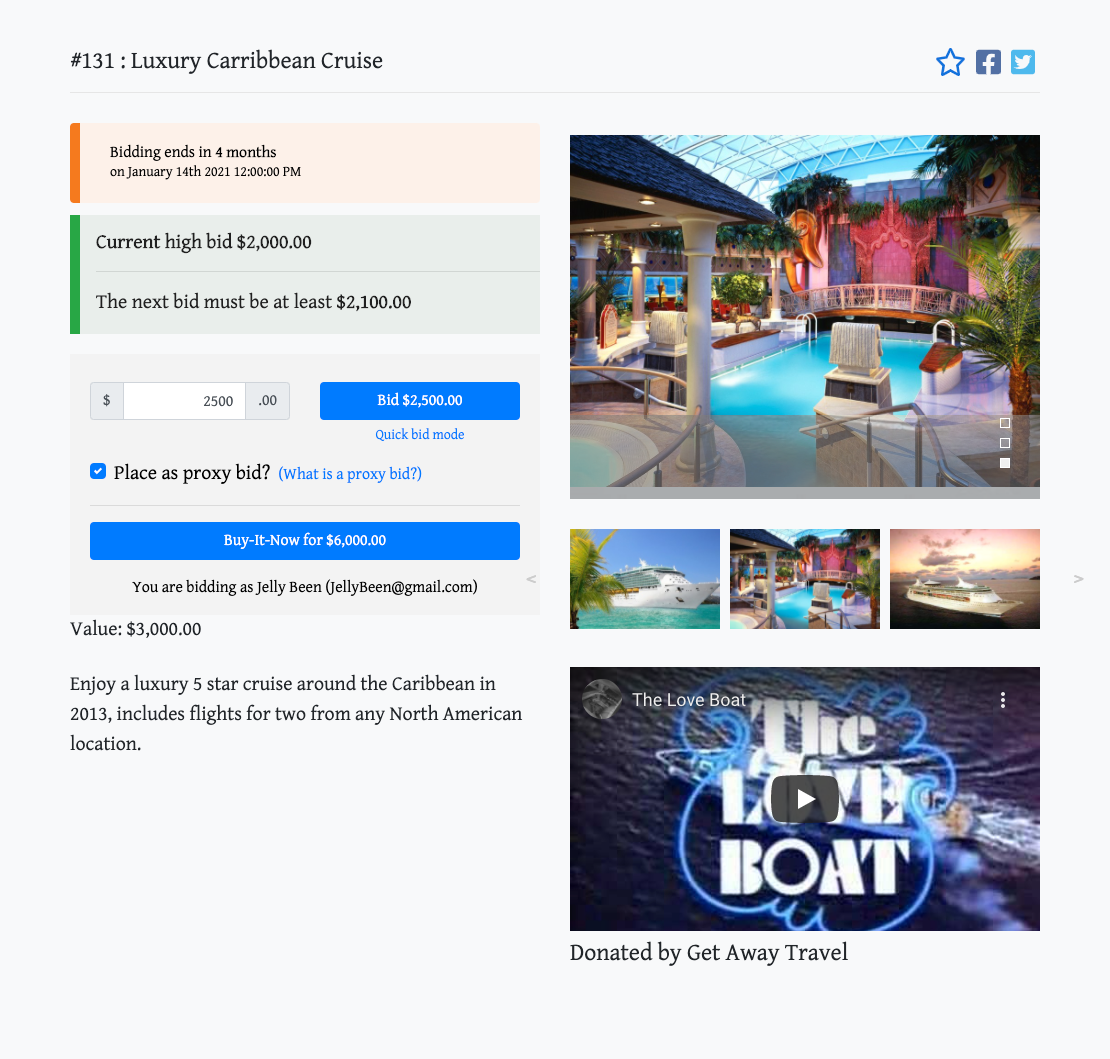 #131 : Luxury Carribbean Cruise
Bidding ends in 4 months
on January 14th 2021 12:00:00 PM
Current high bid $2,000.00
The next bid must be at least $2,100.00
$ 2500 .00
Bid $2,500.00
Quick bid mode
Place as proxy bid? (What is a proxy bid?)
Buy-It-Now for $6,000.00
You are bidding as Jelly Been (JellyBeen@gmail.com)
Value: $3,000.00
Enjoy a luxury 5 star cruise around the Caribbean in
2013, includes flights for two from any North American
location.
< >
The Love Boat
The
LOVE
BOAT
Donated by Get Away Travel